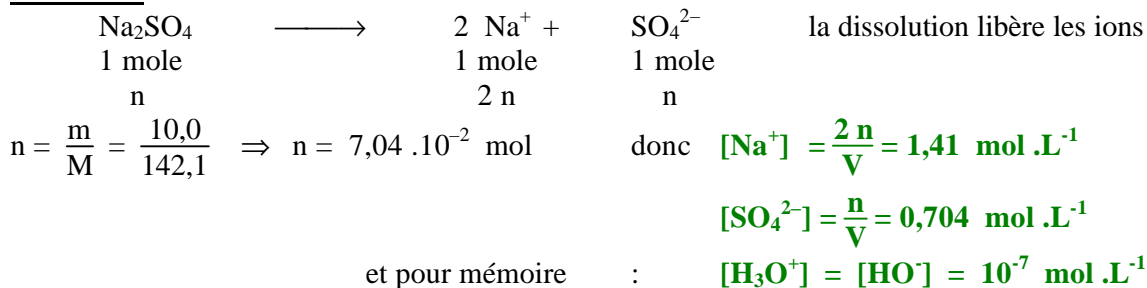 Na₂SO₄ ⟶ 2 Na⁺ + SO₄²⁻ la dissolution libère les ions
1 mole 1 mole 1 mole
n 2 n n
n = m/M = 10,0/142,1 ⇒ n = 7,04 .10⁻² mol donc [Na⁺] = 2 n/V = 1,41 mol .L⁻¹
[SO₄²⁻] = n/V = 0,704 mol .L⁻¹
et pour mémoire : [H₃O⁺] = [HO⁻] = 10⁻⁷ mol .L⁻¹